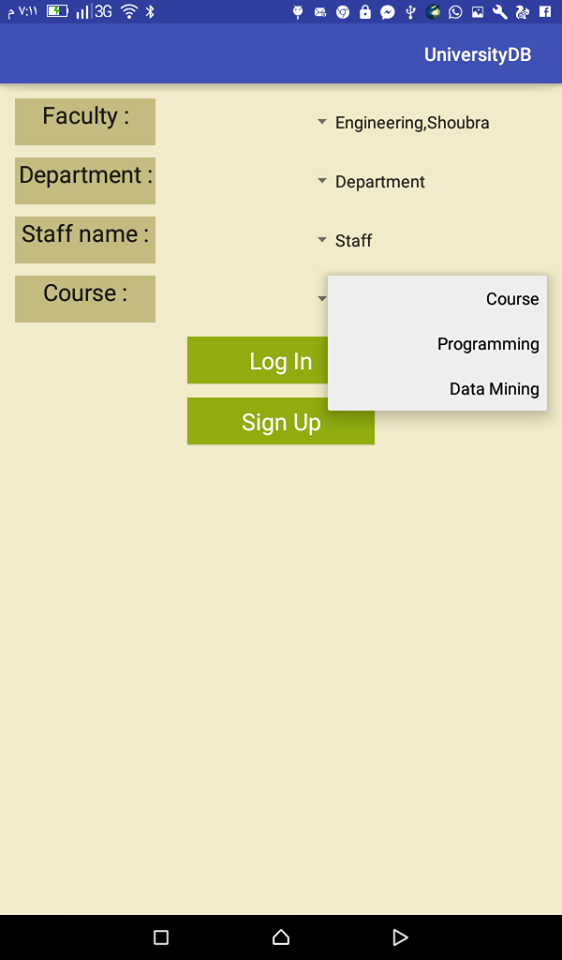 ٧:١١ م
3G
UniversityDB
Faculty :
Engineering,Shoubra
Department :
Department
Staff name :
Staff
Course :
Course
Programming
Data Mining
Log In
Sign Up